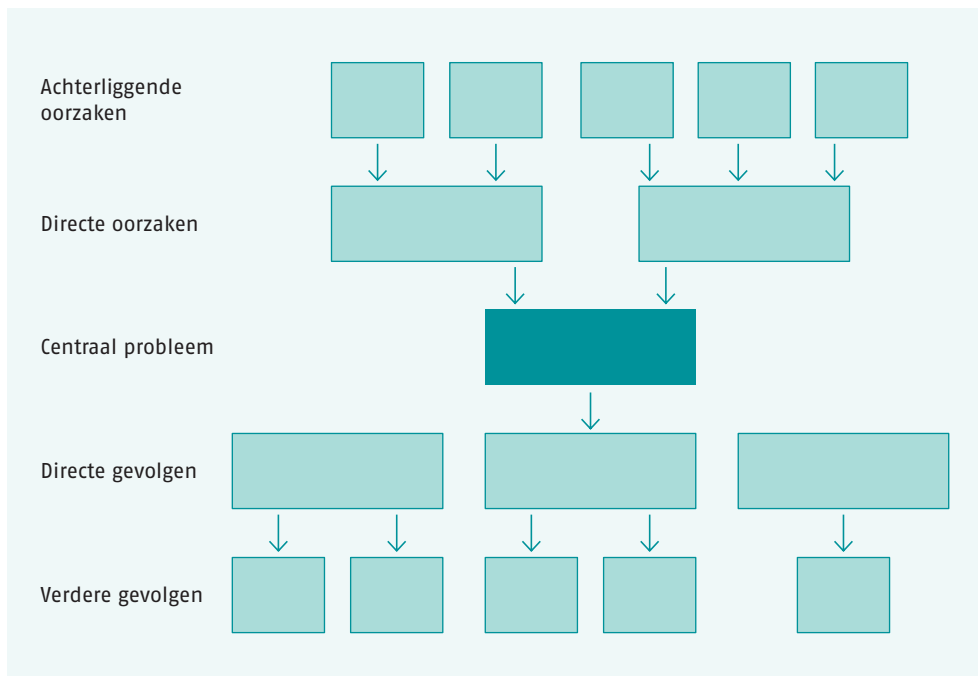 Achterliggende
oorzaken
Directe oorzaken
Centraal probleem
Directe gevolgen
Verdere gevolgen